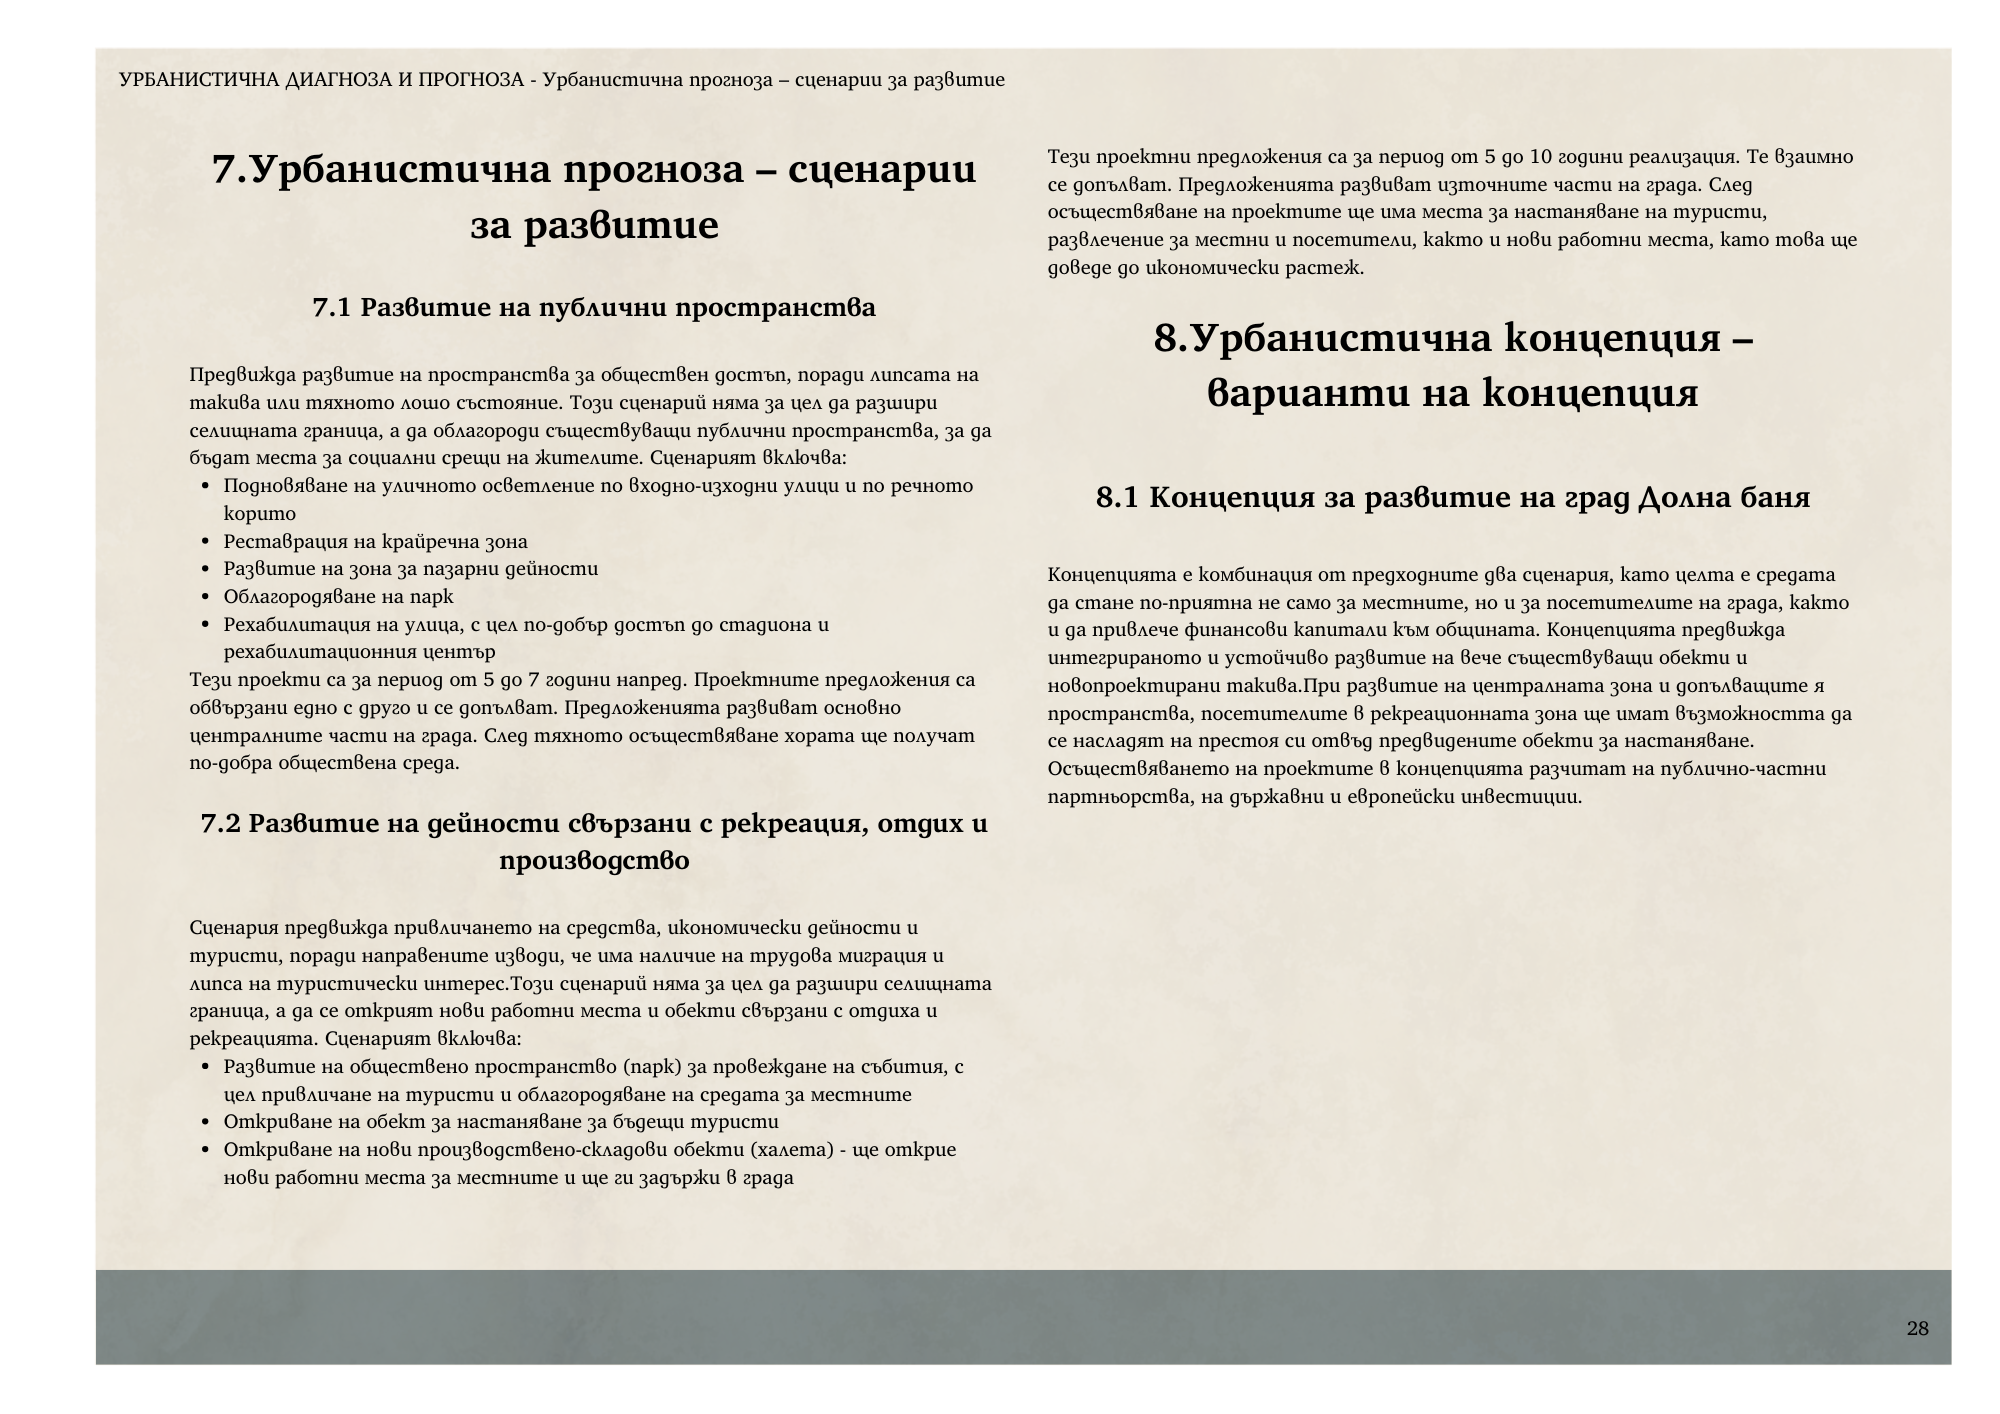 УРБАНИСТИЧНА ДИАГНОЗА И ПРОГНОЗА - Урбанистична прогноза – сценарии за развитие
7.Урбанистична прогноза – сценарии
за развитие
7.1 Развитие на публични пространства
Предвижда развитие на пространства за обществен достъп, поради липсата на
такива или тяхното лошо състояние. Този сценарий няма за цел да разшири
селищната граница, а да облагороди съществуващи публични пространства, за да
бъдат места за социални срещи на жителите. Сценарият включва:
• Подновяване на уличното осветление по входно-изходни улици и по речното
корито
• Реставрация на крайречна зона
• Развитие на зона за пазарни дейности
• Облагородяване на парк
• Рехабилитация на улица, с цел по-добър достъп до стадиона и
рехабилитационния център
Тези проекти са за период от 5 до 7 години напред. Проектните предложения са
обвързани едно с друго и се допълват. Предложенията развиват основно
централните части на града. След тяхното осъществяване хората ще получат
по-добра обществена среда.
7.2 Развитие на дейности свързани с рекреация, отдих и
производство
Сценария предвижда привличането на средства, икономически дейности и
туристи, поради направените изводи, че има наличие на трудова миграция и
липса на туристически интерес.Този сценарий няма за цел да разшири селищната
граница, а да се открият нови работни места и обекти свързани с отдиха и
рекреацията. Сценарият включва:
• Развитие на обществено пространство (парк) за провеждане на събития, с
цел привличане на туристи и облагородяване на средата за местните
• Откриване на обект за настаняване за бъдещи туристи
• Откриване на нови производствено-складови обекти (халета) - ще открие
нови работни места за местните и ще ги задържи в града
Тези проектни предложения са за период от 5 до 10 години реализация. Те взаимно
се допълват. Предложенията развиват източните части на града. След
осъществяване на проектите ще има места за настаняване на туристи,
развлечение за местни и посетители, както и нови работни места, като това ще
доведе до икономически растеж.
8.Урбанистична концепция –
варианти на концепция
8.1 Концепция за развитие на град Долна баня
Концепцията е комбинация от предходните два сценария, като целта е средата
да стане по-приятна не само за местните, но и за посетителите на града, както
и да привлече финансови капитали към общината. Концепцията предвижда
интегрираното и устойчиво развитие на вече съществуващи обекти и
новопроектирани такива.При развитие на централната зона и допълващите я
пространства, посетителите в рекреационната зона ще имат възможността да
се насладят на престоя си отвъд предвидените обекти за настаняване.
Осъществяването на проектите в концепцията разчитат на публично-частни
партньорства, на държавни и европейски инвестиции.
28